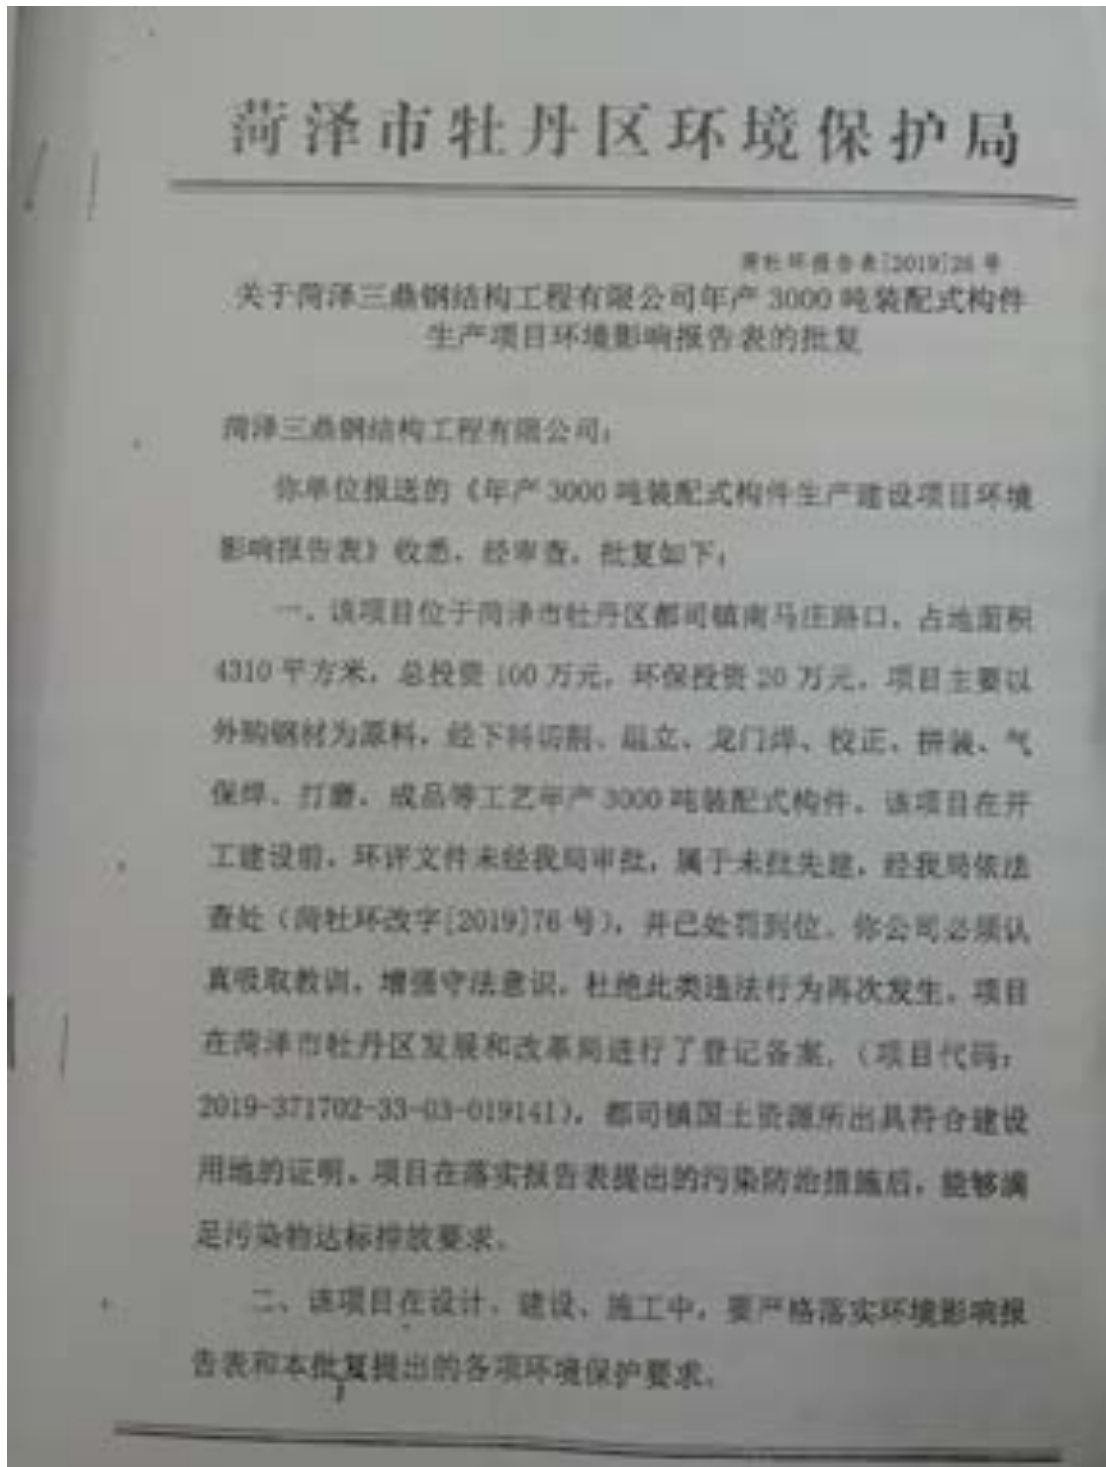 菏泽市牡丹区环境保护局
菏牡环报告表[2019]26号
关于菏泽三鼎钢结构工程有限公司年产3000吨装配式构件
生产项目环境影响报告表的批复
菏泽三鼎钢结构工程有限公司:
你单位报送的《年产3000吨装配式构件生产建设项目环境
影响报告表》收悉。经审查,批复如下:
一、该项目位于菏泽市牡丹区都司镇南马庄路口,占地面积
4310平方米,总投资100万元,环保投资20万元。项目主要以
外购钢材为原料,经下料切割、组立、龙门焊、校正、拼装、气
保焊、打磨、成品等工艺年产3000吨装配式构件。该项目在开
工建设前,环评文件未经我局审批,属于未批先建,经我局依法
查处(菏牡环改字[2019]76号),并已处罚到位。你公司必须认
真吸取教训,增强守法意识,杜绝此类违法行为再次发生。项目
在菏泽市牡丹区发展和改革局进行了登记备案,(项目代码:
2019-371702-33-03-019141),都司镇国土资源所出具符合建设
用地的证明。项目在落实报告表提出的污染防治措施后,能够满
足污染物达标排放要求。
二、该项目在设计、建设、施工中,要严格落实环境影响报
告表和本批复提出的各项环境保护要求。